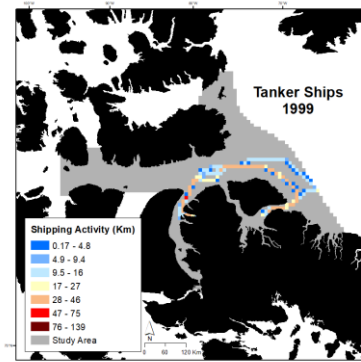 Tanker Ships
1999
Shipping Activity (Km)
0.17 - 4.8
4.9 - 9.4
9.5 - 16
17 - 27
28 - 46
47 - 75
76 - 139
Study Area
N
0
120 Km